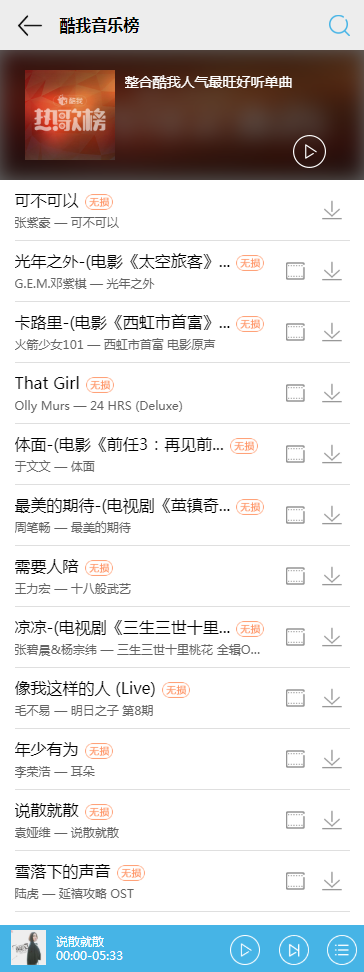 酷我音乐榜
酷我
热歌榜
整合酷我人气最旺好听单曲
可不可以 无损
张紫豪 — 可不可以
光年之外-(电影《太空旅客》... 无损
G.E.M.邓紫棋 — 光年之外
卡路里-(电影《西虹市首富》... 无损
火箭少女101 — 西虹市首富 电影原声
That Girl 无损
Olly Murs — 24 HRS (Deluxe)
体面-(电影《前任3：再见前... 无损
于文文 — 体面
最美的期待-(电视剧《茧镇奇... 无损
周笔畅 — 最美的期待
需要人陪 无损
王力宏 — 十八般武艺
凉凉-(电视剧《三生三世十里... 无损
张碧晨&杨宗纬 — 三生三世十里桃花 全辑O...
像我这样的人 (Live) 无损
毛不易 — 明日之子 第8期
年少有为 无损
李荣浩 — 耳朵
说散就散 无损
袁娅维 — 说散就散
雪落下的声音 无损
陆虎 — 延禧攻略 OST
说散就散
00:00-05:33